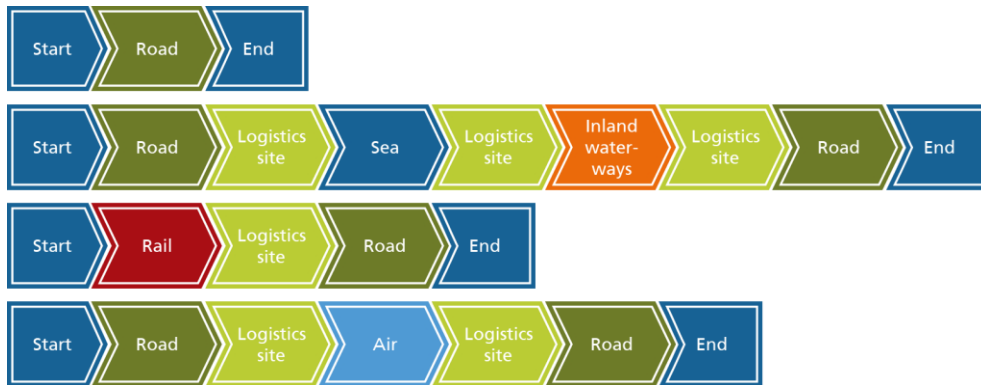 Start
Road
End
Start
Road
Logistics
site
Sea
Logistics
site
Inland
water-
ways
Logistics
site
Road
End
Start
Rail
Logistics
site
Road
End
Start
Road
Logistics
site
Air
Logistics
site
Road
End